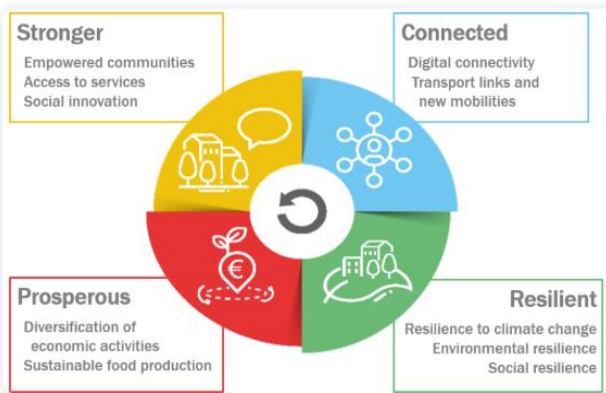 Stronger
Empowered communities
Access to services
Social innovation
Connected
Digital connectivity
Transport links and
new mobilities
€
Prosperous
Diversification of
economic activities
Sustainable food production
Resilient
Resilience to climate change
Environmental resilience
Social resilience